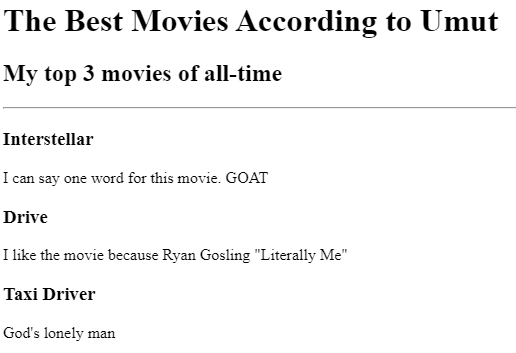 The Best Movies According to Umut
My top 3 movies of all-time
Interstellar
I can say one word for this movie. GOAT
Drive
I like the movie because Ryan Gosling "Literally Me"
Taxi Driver
God's lonely man